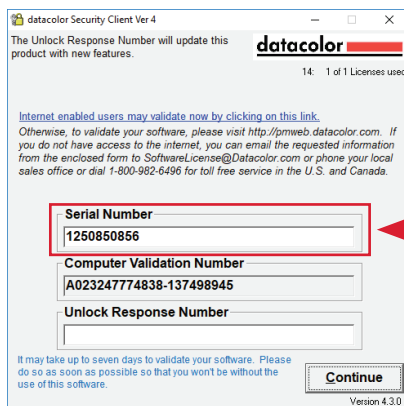 datacolor Security Client Ver 4
The Unlock Response Number will update this
product with new features.
datacolor
14: 1 of 1 Licenses used
Internet enabled users may validate now by clicking on this link.
Otherwise, to validate your software, please visit http://pmweb.datacolor.com. If
you do not have access to the internet, you can email the requested information
from the enclosed form to SoftwareLicense@Datacolor.com or phone your local
sales office or dial 1-800-982-6496 for toll free service in the U.S. and Canada.
Serial Number
1250850856
Computer Validation Number
A023247774838-137498945
Unlock Response Number
It may take up to seven days to validate your software. Please
do so as soon as possible so that you won't be without the
use of this software.
Continue
Version 4.3.0